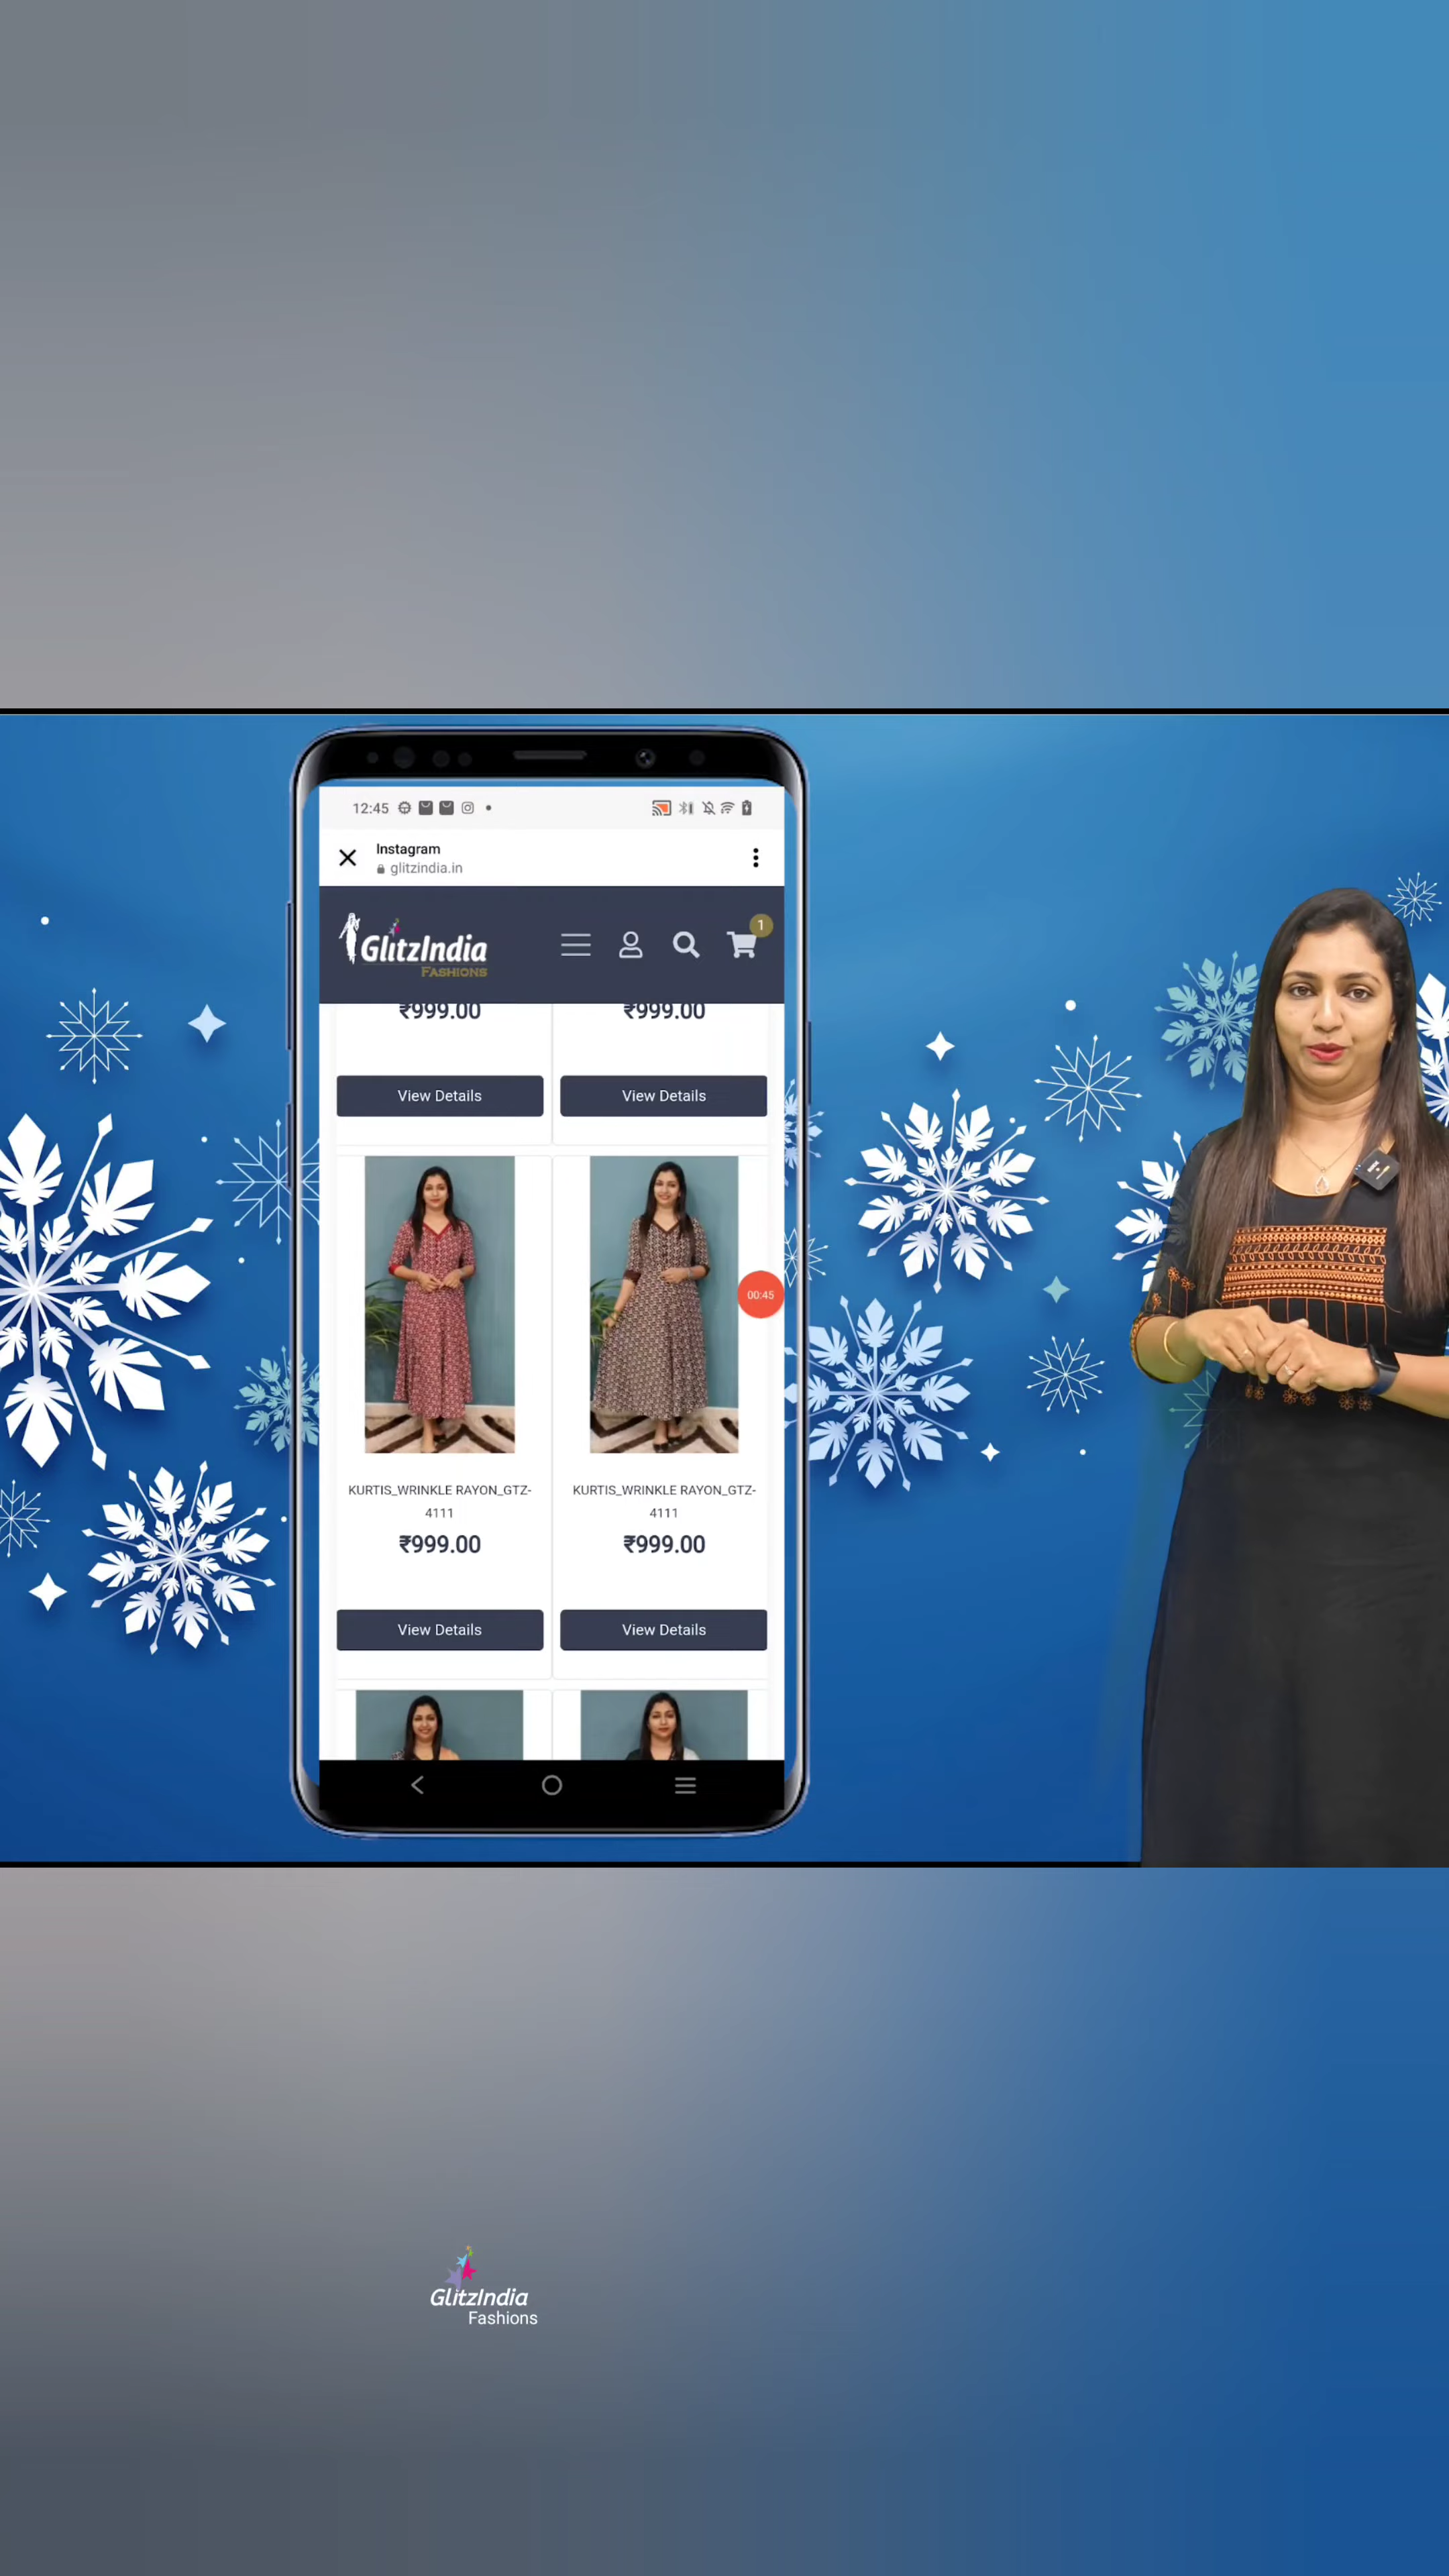 12:45
Instagram
glitzindia.in
GlitzIndia
FASHIONS
1
₹999.00 ₹999.00
View Details View Details
00:45
KURTIS_WRINKLE RAYON_GTZ- KURTIS_WRINKLE RAYON_GTZ-
4111 4111
₹999.00 ₹999.00
View Details View Details
GlitzIndia
Fashions